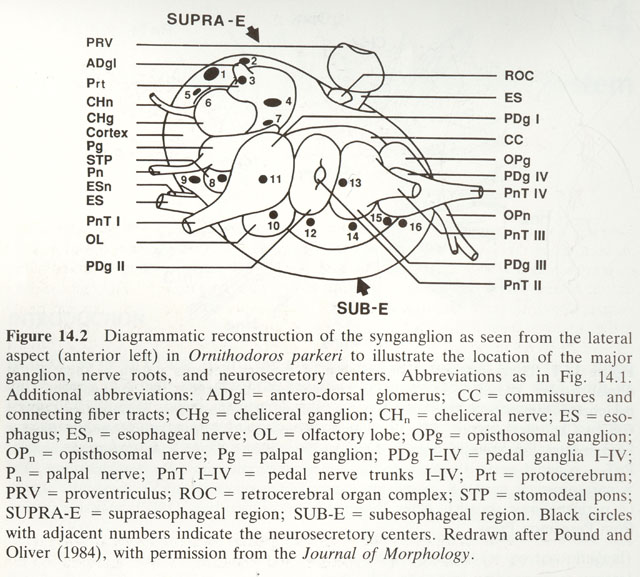 SUPRA-E
PRV
ADgl
Prt
CHn
CHg
Cortex
Pg
STP
Pn
ESn
ES
PnT I
OL
PDg II
1
2
3
4
5
6
7
8
9
10
11
12
13
14
15
16
ROC
ES
PDg I
CC
OPg
PDg IV
PnT IV
OPn
PnT III
PDg III
PnT II
SUB-E
Figure 14.2 Diagrammatic reconstruction of the synganglion as seen from the lateral
aspect (anterior left) in Ornithodoros parkeri to illustrate the location of the major
ganglion, nerve roots, and neurosecretory centers. Abbreviations as in Fig. 14.1.
Additional abbreviations: ADgl = antero-dorsal glomerus; CC = commissures and
connecting fiber tracts; CHg = cheliceral ganglion; CHn = cheliceral nerve; ES = eso-
phagus; ESn = esophageal nerve; OL = olfactory lobe; OPg = opisthosomal ganglion;
OPn = opisthosomal nerve; Pg = palpal ganglion; PDg I–IV = pedal ganglia I–IV;
Pn = palpal nerve; PnT I–IV = pedal nerve trunks I–IV; Prt = protocerebrum;
PRV = proventriculus; ROC = retrocerebral organ complex; STP = stomodeal pons;
SUPRA-E = supraesophageal region; SUB-E = subesophageal region. Black circles
with adjacent numbers indicate the neurosecretory centers. Redrawn after Pound and
Oliver (1984), with permission from the Journal of Morphology.